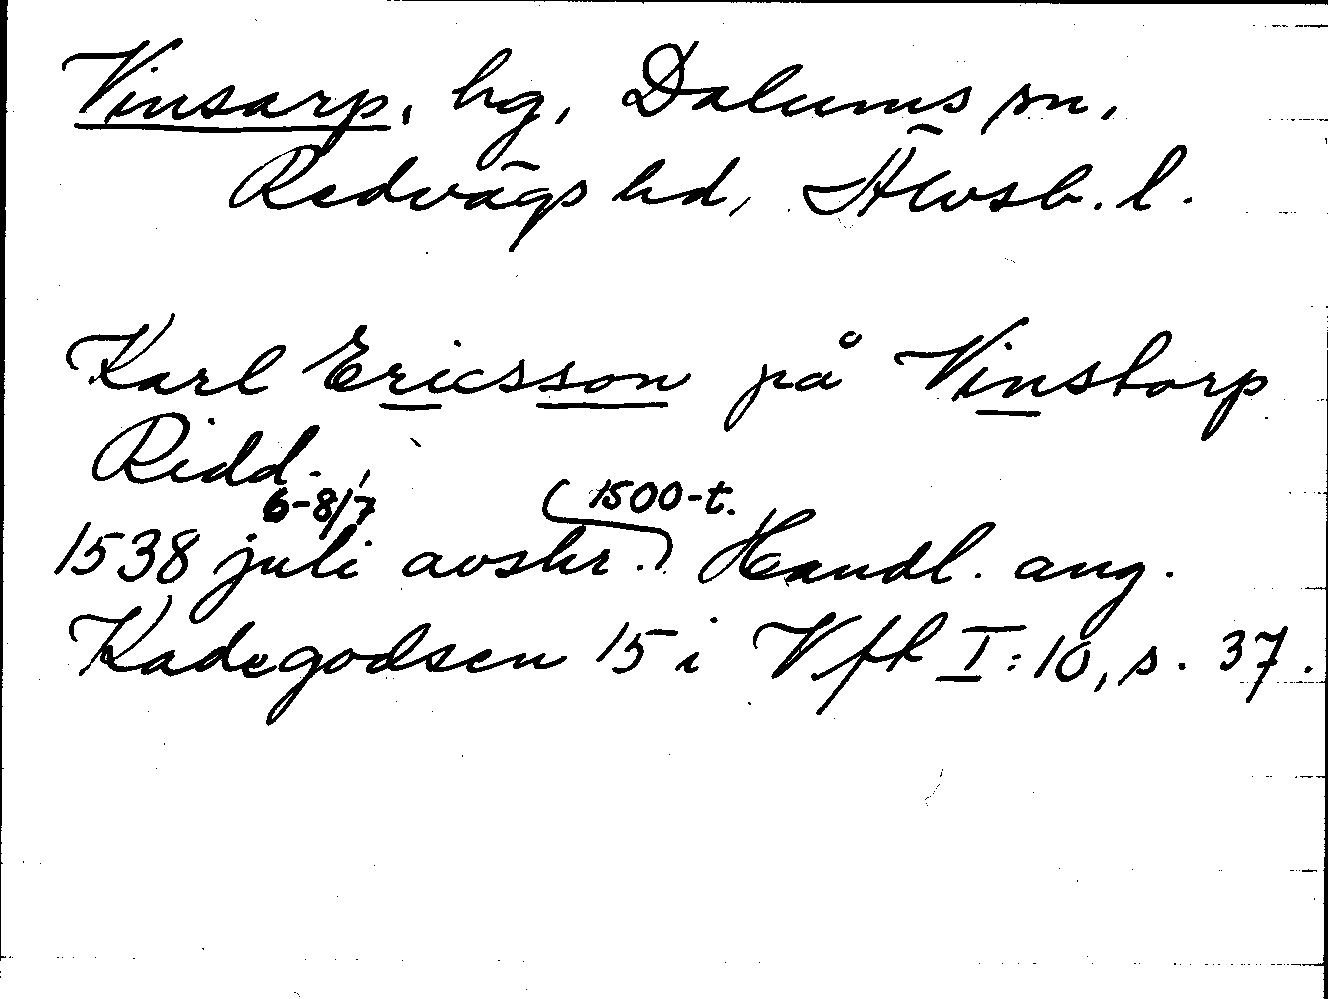 Vinsarp, hg, Dalums sn,
Redvägs hd, Älvsb. l.
Karl Ericsson på Vinstorp
Ridd.
6-8/7 (1500-t.)
1538 juli avskr. Handl. ang.
Kadegodsen 15 i Vfh I:10, s. 37.